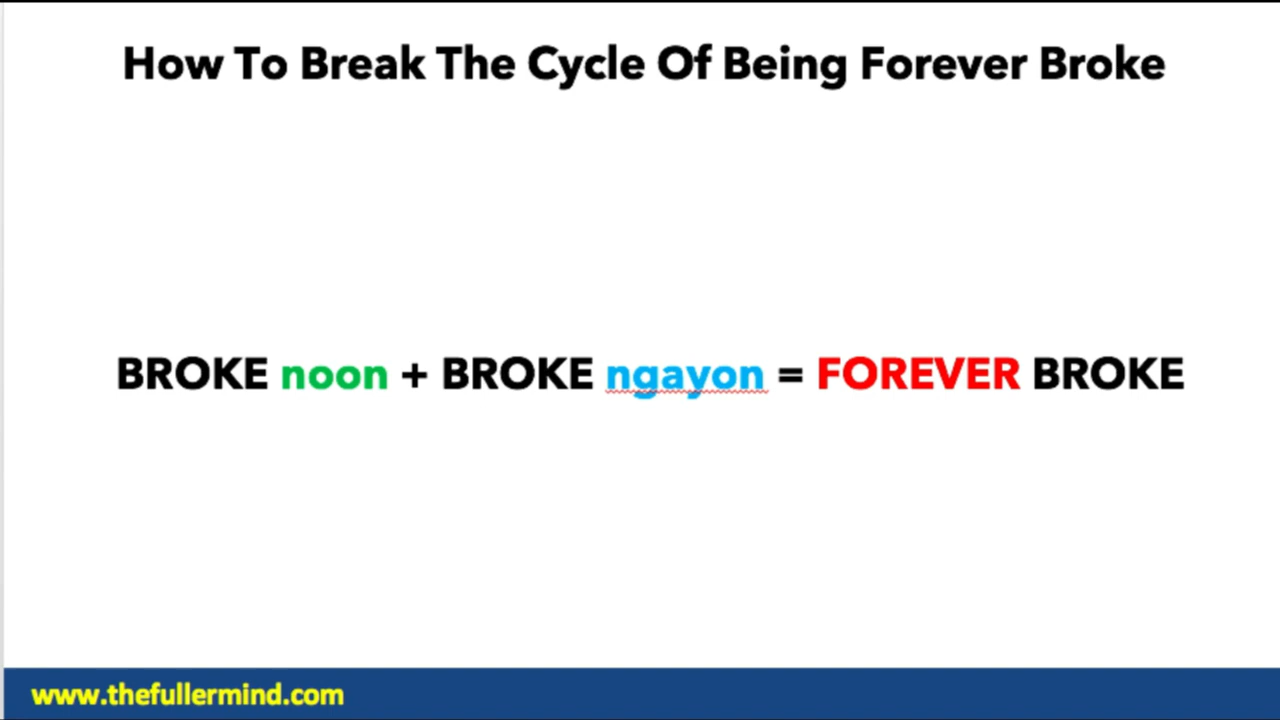 How To Break The Cycle Of Being Forever Broke
BROKE noon + BROKE ngayon = FOREVER BROKE
www.thefullermind.com